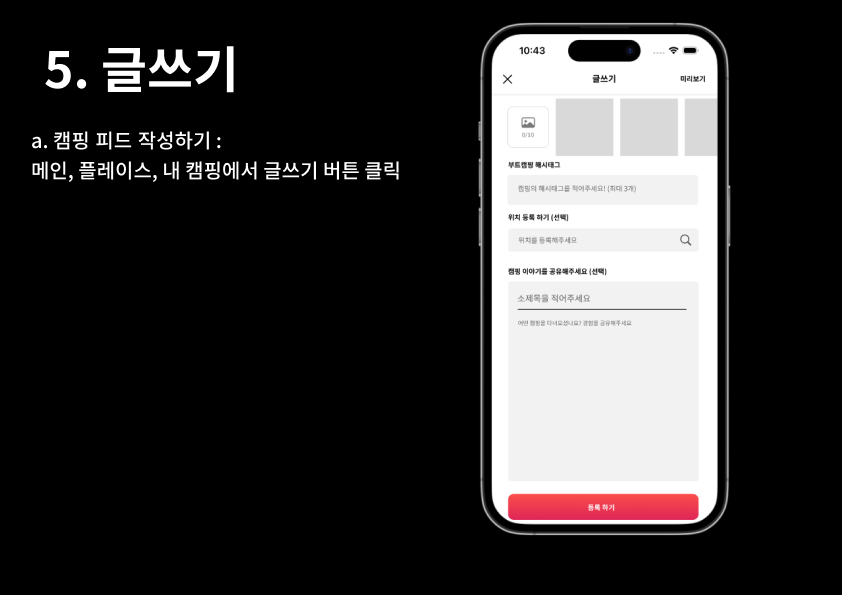 5. 글쓰기
a. 캠핑 피드 작성하기 :
메인, 플레이스, 내 캠핑에서 글쓰기 버튼 클릭
10:43
글쓰기
미리보기
0/10
부트캠핑 해시태그
캠핑의 해시태그를 적어주세요! (최대 3개)
위치 등록 하기 (선택)
위치를 등록해주세요
캠핑 이야기를 공유해주세요 (선택)
소제목을 적어주세요
어떤 캠핑을 다녀오셨나요? 경험을 공유해주세요
등록 하기